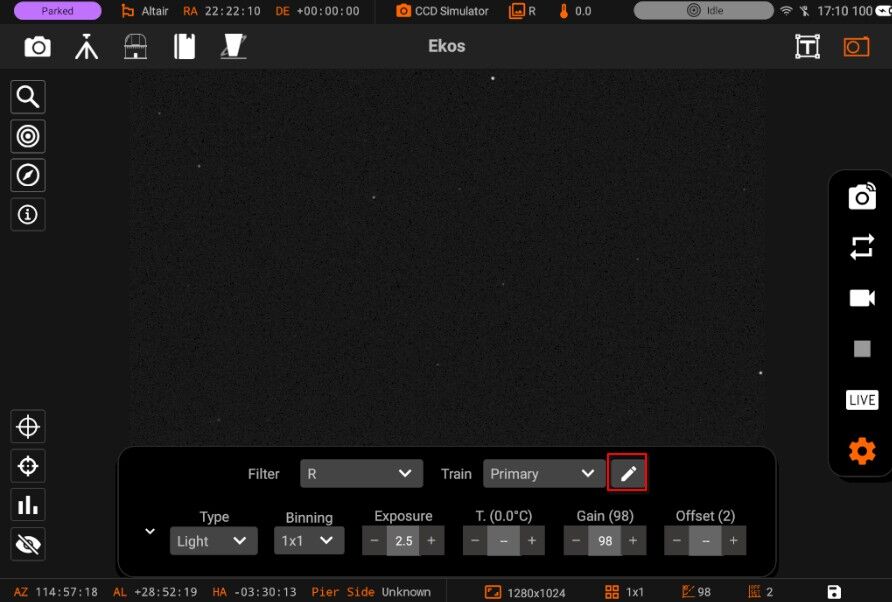 Parked Altair RA 22:22:10 DE +00:00:00 CCD Simulator R 0.0 Idle 17:10 100
Ekos
T
LIVE
Filter R Train Primary
Type Binning Exposure T. (0.0°C) Gain (98) Offset (2)
Light 1x1 − 2.5 + − -- + − 98 + − -- +
AZ 114:57:18 AL +28:52:19 HA -03:30:13 Pier Side Unknown 1280x1024 1x1 98 2